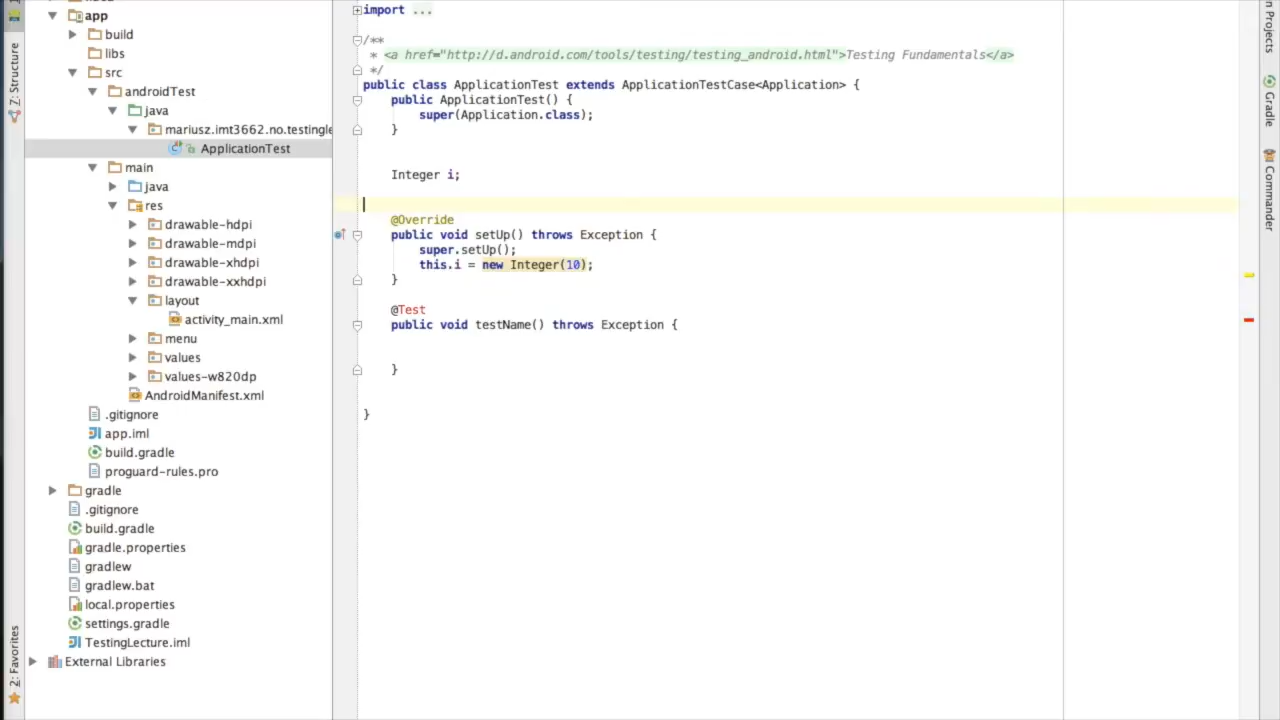 app
build
libs
src
androidTest
java
mariusz.imt3662.no.testingle
ApplicationTest
main
java
res
drawable-hdpi
drawable-mdpi
drawable-xhdpi
drawable-xxhdpi
layout
activity_main.xml
menu
values
values-w820dp
AndroidManifest.xml
.gitignore
app.iml
build.gradle
proguard-rules.pro
gradle
.gitignore
build.gradle
gradle.properties
gradlew
gradlew.bat
local.properties
settings.gradle
TestingLecture.iml
External Libraries
Z: Structure
2: Favorites
import ...
/**
* <a href="http://d.android.com/tools/testing/testing_android.html">Testing Fundamentals</a>
*/
public class ApplicationTest extends ApplicationTestCase<Application> {
public ApplicationTest() {
super(Application.class);
}
Integer i;
@Override
public void setUp() throws Exception {
super.setUp();
this.i = new Integer(10);
}
@Test
public void testName() throws Exception {
}
}
n Projects
Gradle
Commander